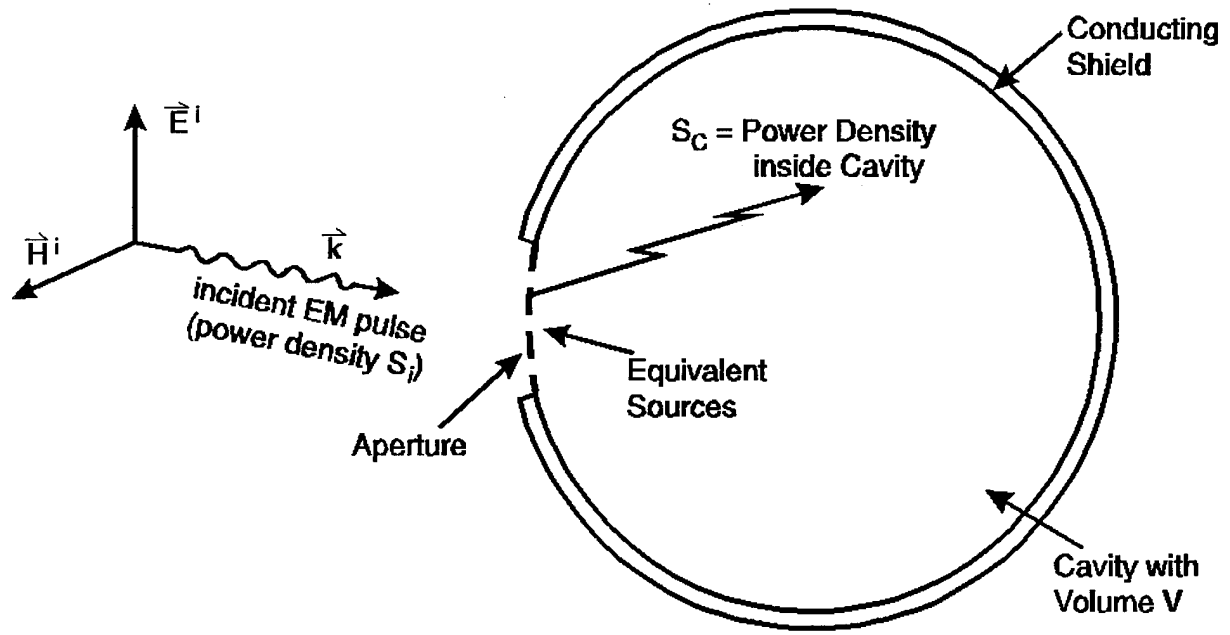 Conducting
Shield
E⃗ ⁱ
S_C = Power Density
inside Cavity
H⃗ ⁱ
k⃗
incident EM pulse
(power density S_i)
Equivalent
Sources
Aperture
Cavity with
Volume V